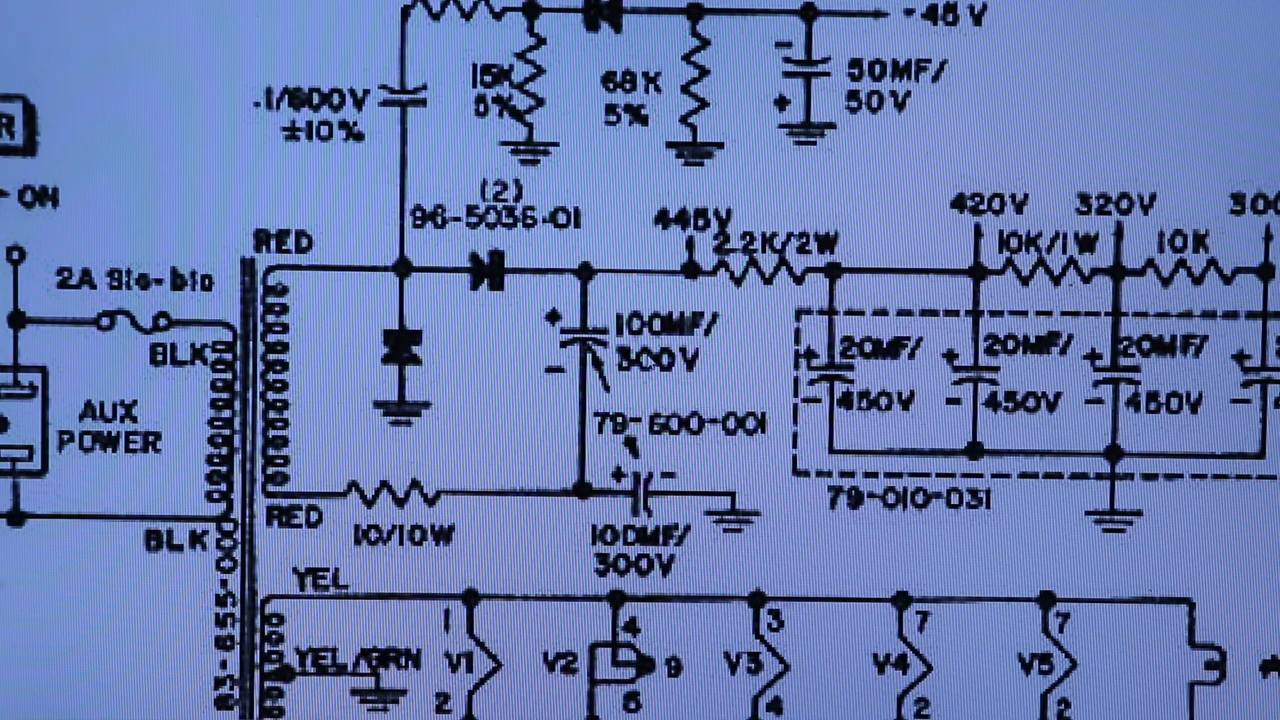 -45V
15K
5%
68K
5%
50MF/
50V
.1/600V
±10%
R
ON
(2)
96-5036-01
445V
420V
320V
RED
2.2K/2W
10K/1W
10K
2A Slo-blo
BLK
100MF/
300V
20MF/
450V
20MF/
450V
20MF/
450V
AUX
POWER
79-600-001
79-010-031
RED
10/10W
100MF/
300V
BLK
YEL
YEL/GRN
1
V1
2
4
V2
9
5
3
V3
4
7
V4
2
7
V5
2